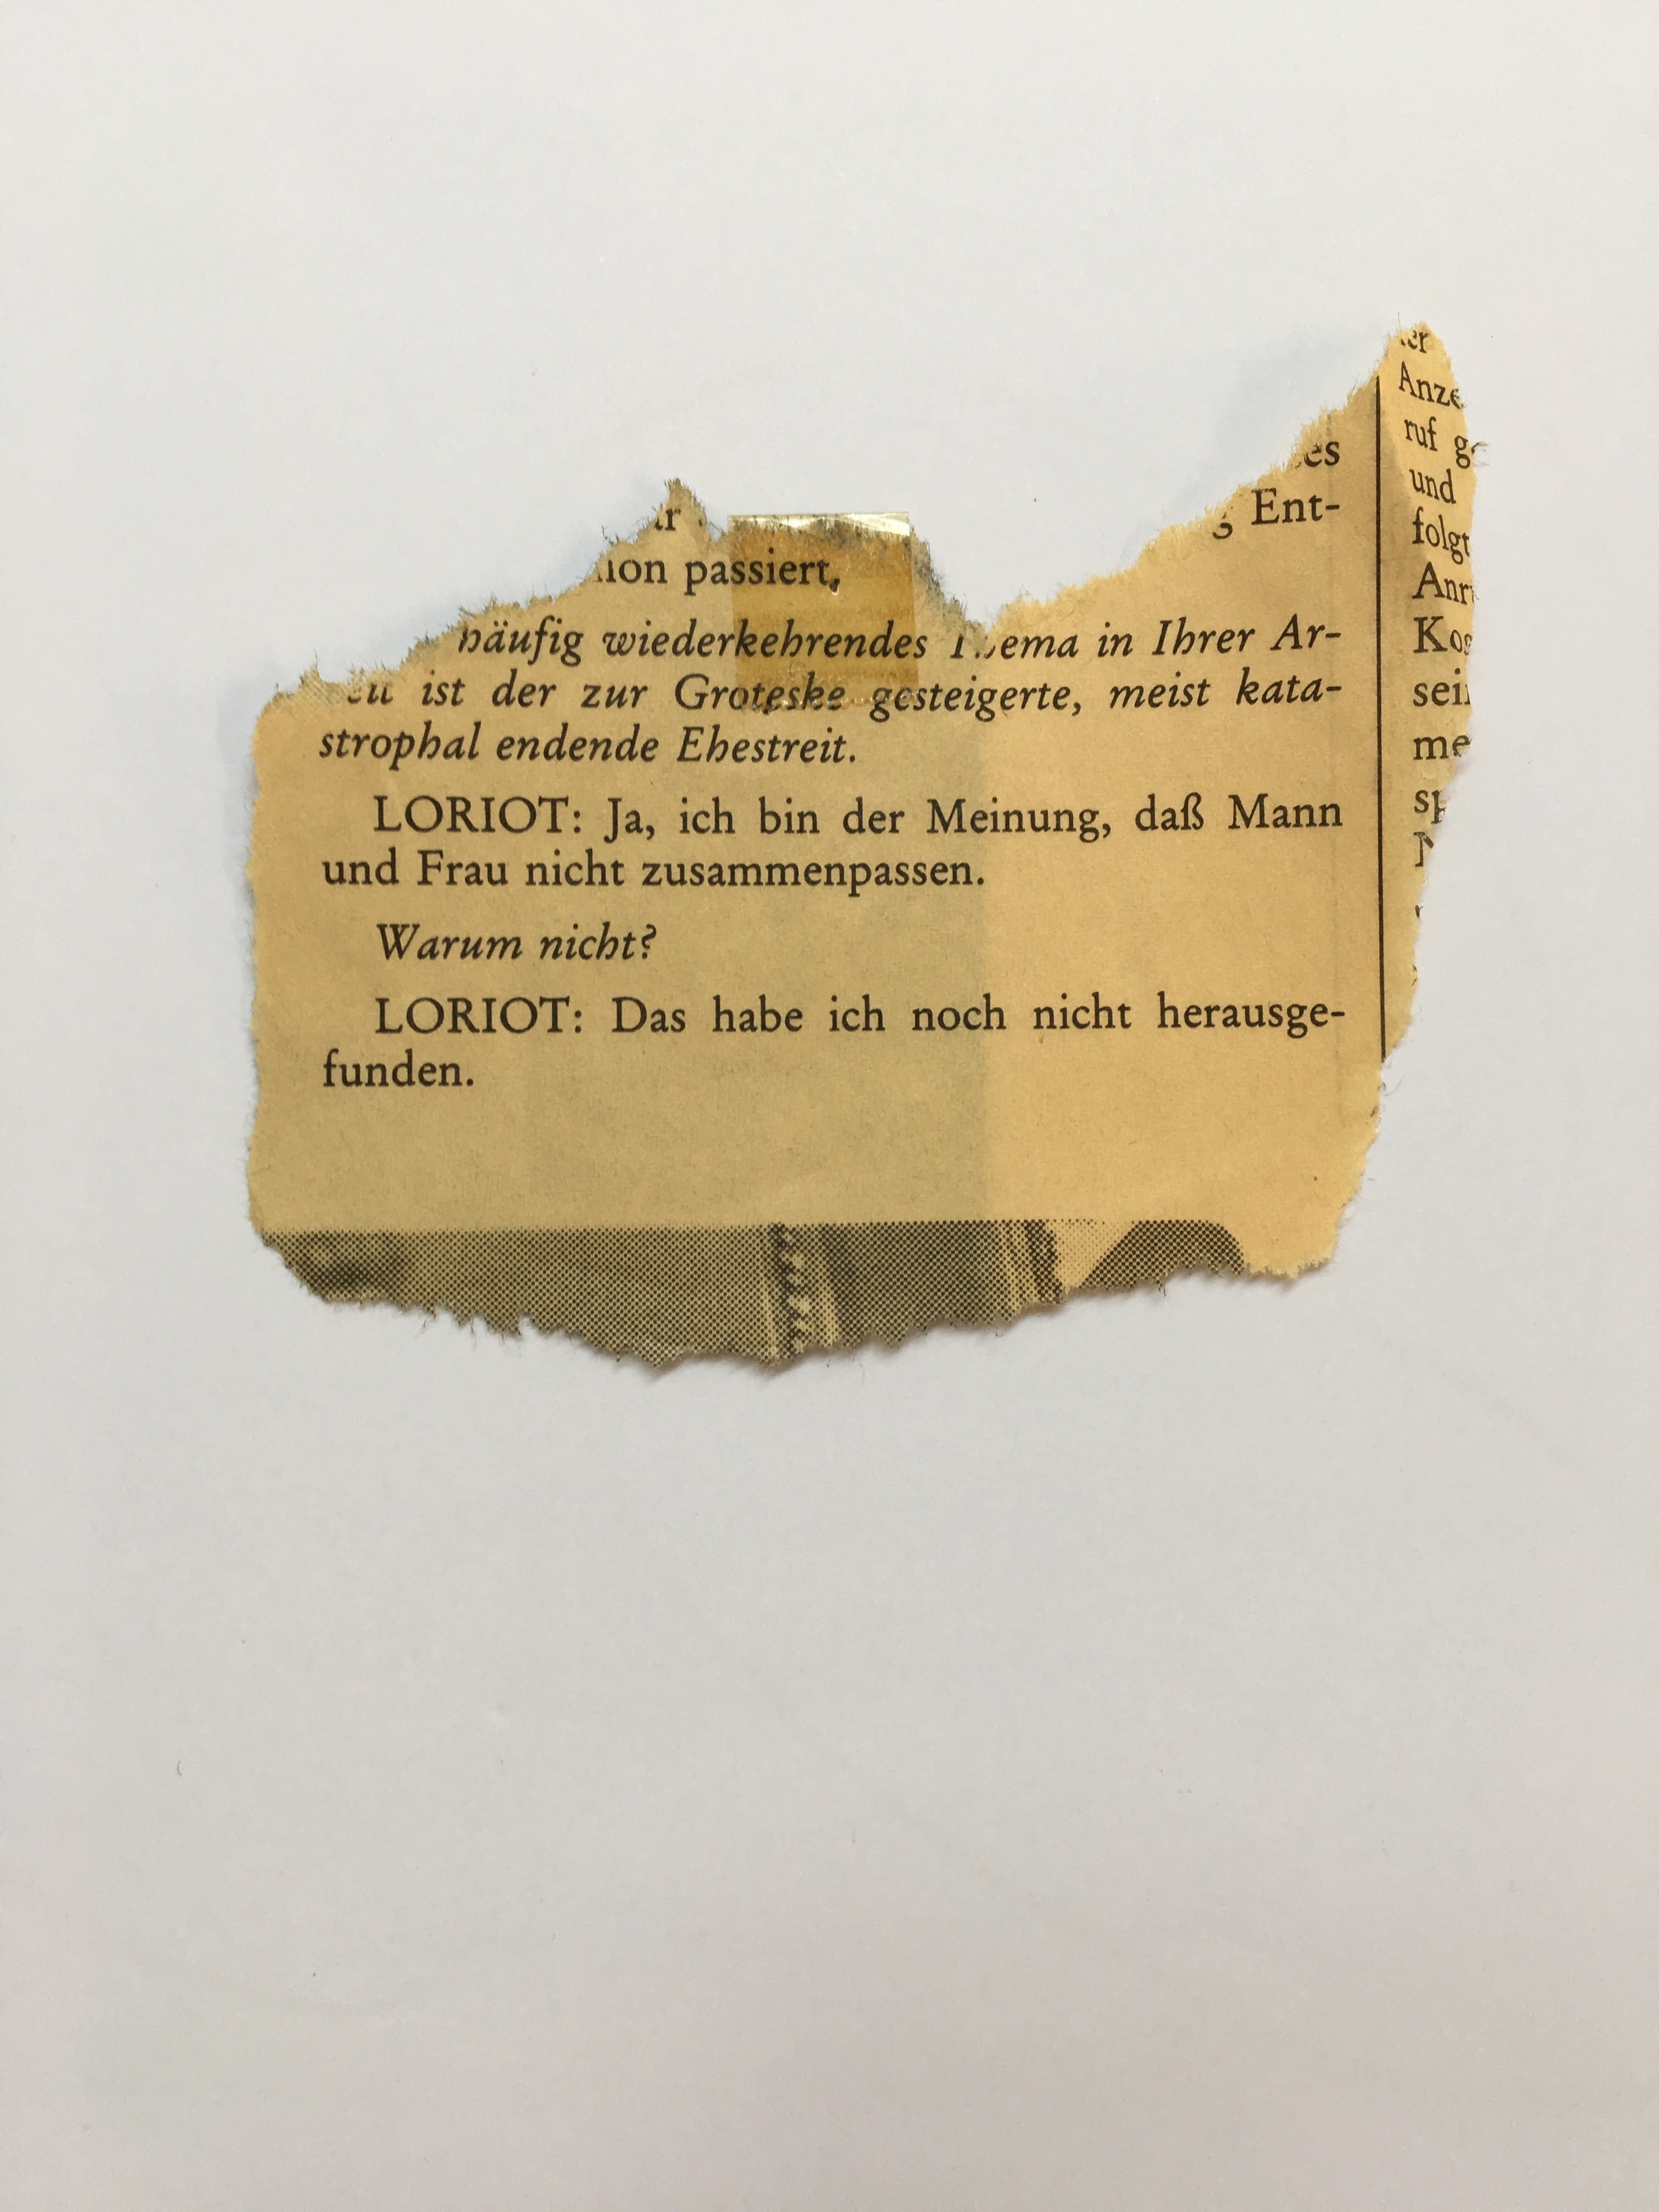 Ent-
passiert,
häufig wiederkehrendes in Ihrer Ar-
ist der zur Groteske gesteigerte, meist kata-
strophal endende Ehestreit.
LORIOT: Ja, ich bin der Meinung, daß Mann
und Frau nicht zusammenpassen.
Warum nicht?
LORIOT: Das habe ich noch nicht herausge-
funden.
ruf
und
folgt